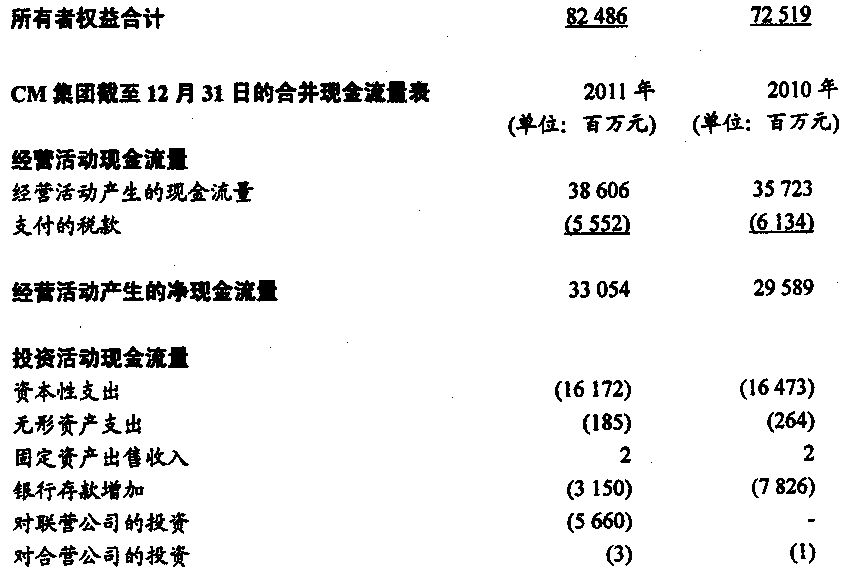 所有者权益合计 82 486 72 519
CM 集团截至 12 月 31 日的合并现金流量表 2011 年 2010 年
(单位：百万元) (单位：百万元)
经营活动现金流量
经营活动产生的现金流量 38 606 35 723
支付的税款 (5 552) (6 134)
经营活动产生的净现金流量 33 054 29 589
投资活动现金流量
资本性支出 (16 172) (16 473)
无形资产支出 (185) (264)
固定资产出售收入 2 2
银行存款增加 (3 150) (7 826)
对联营公司的投资 (5 660) -
对合营公司的投资 (3) (1)